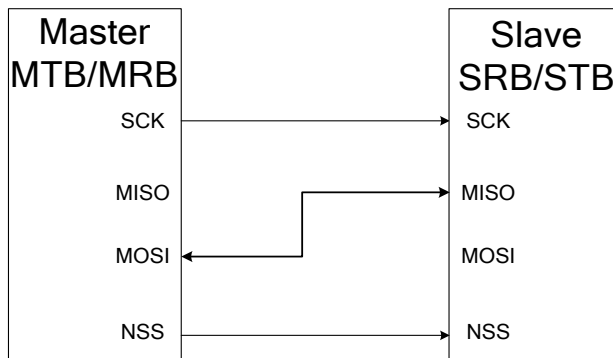 Master
MTB/MRB
SCK
MISO
MOSI
NSS
Slave
SRB/STB
SCK
MISO
MOSI
NSS